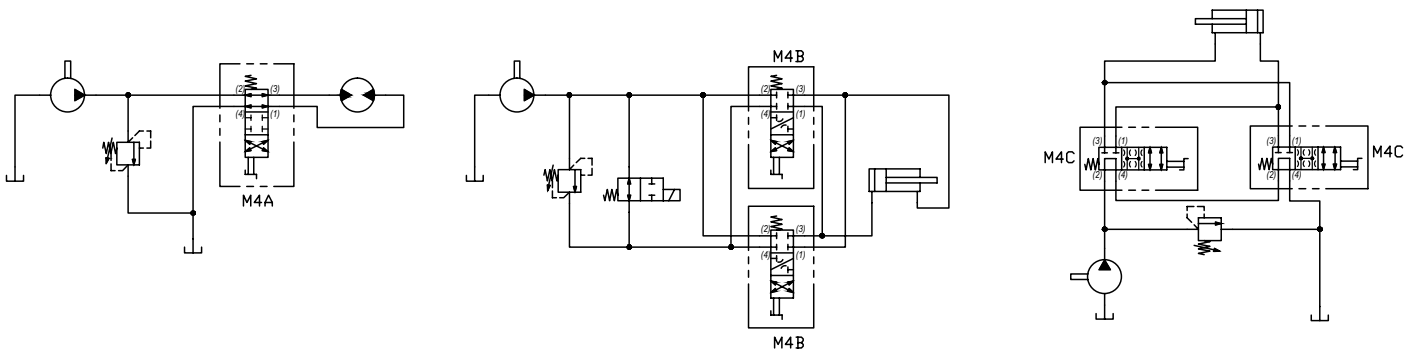 (2) (3)
(4) (1)
M4A
M4B
(2) (3)
(4) (1)
(2) (3)
(4) (1)
M4B
(3) (1)
M4C
(2) (4)
(3) (1)
M4C
(2) (4)